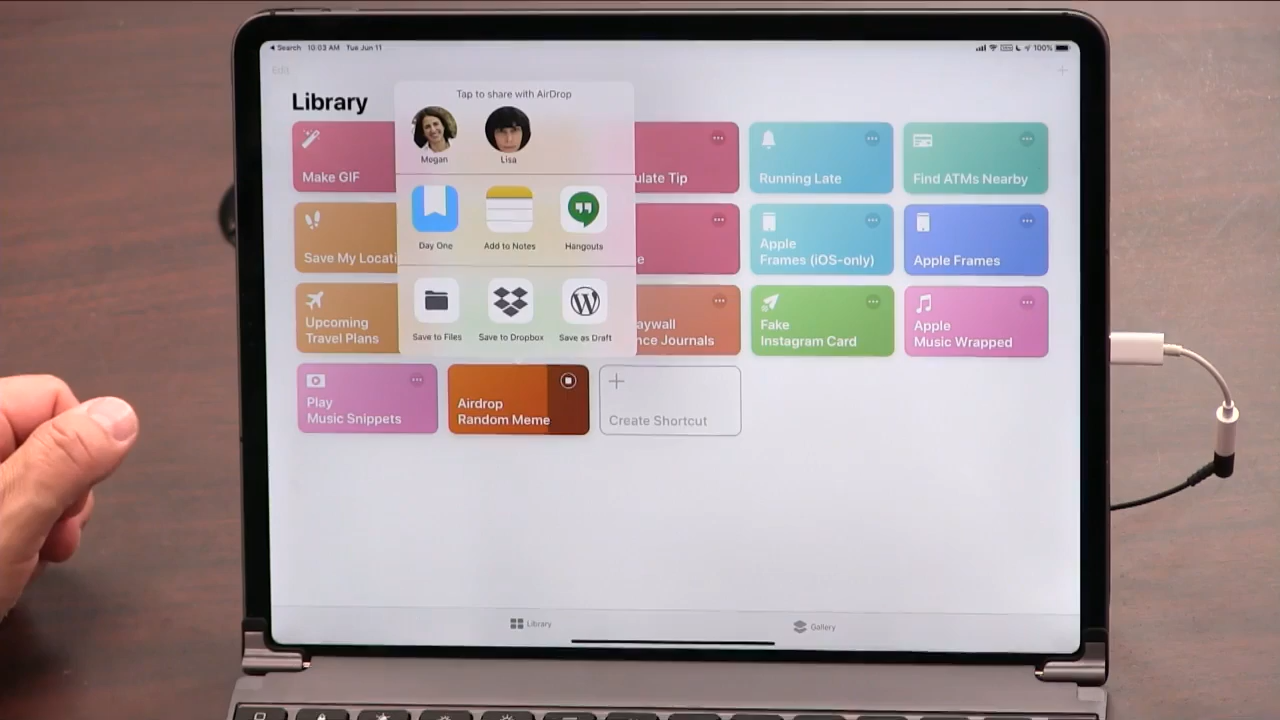 Search 10:03 AM Tue Jun 11
100%
Edit
Library
Tap to share with AirDrop
Megan
Lisa
Day One
Add to Notes
Hangouts
Save to Files
Save to Dropbox
Save as Draft
Make GIF
ulate Tip
Running Late
Find ATMs Nearby
Save My Locati
e
Apple
Frames (iOS-only)
Apple Frames
Upcoming
Travel Plans
aywall
nce Journals
Fake
Instagram Card
Apple
Music Wrapped
Play
Music Snippets
Airdrop
Random Meme
Create Shortcut
Library
Gallery